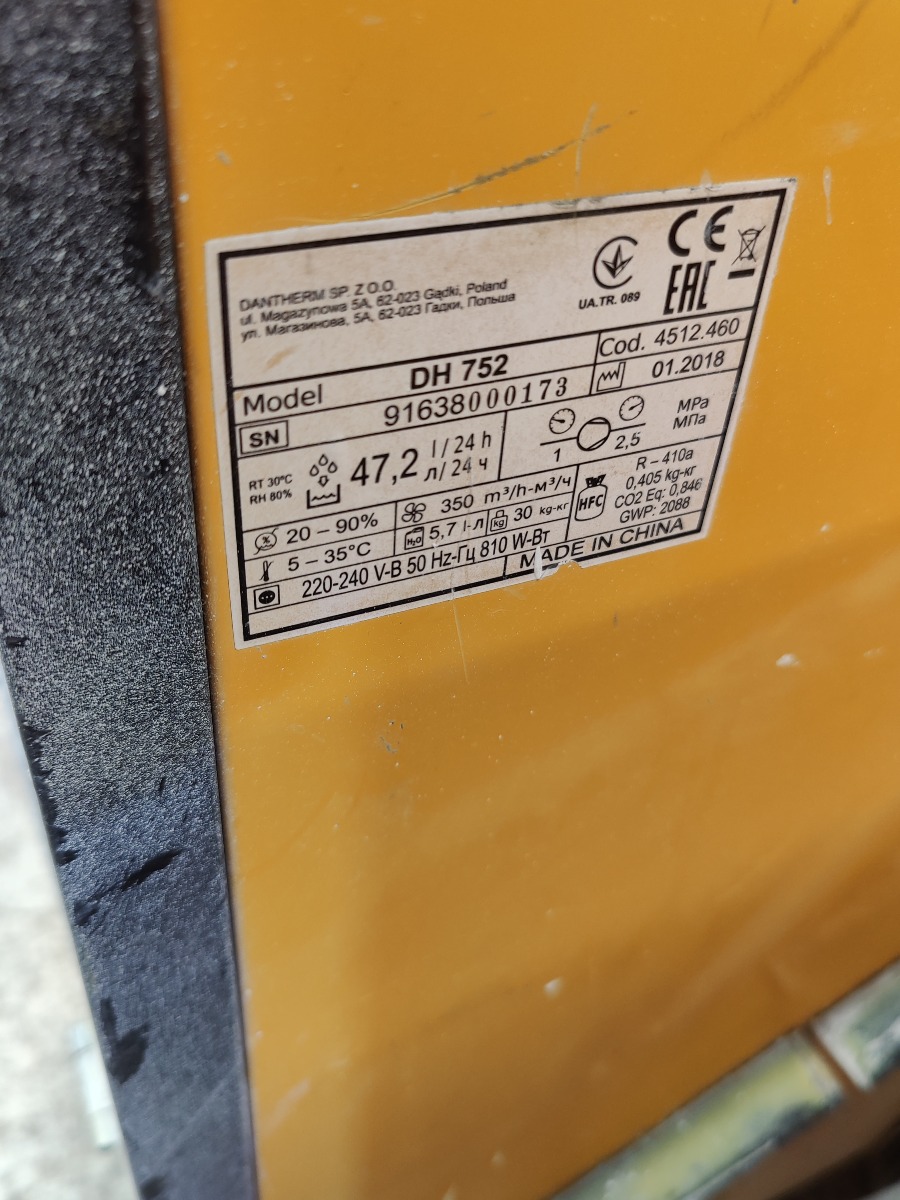 DANTHERM SP. Z O.O.
ul. Magazynowa 5A, 62-023 Gądki, Poland
ул. Магазинова, 5А, 62-023 Гадки, Польша
UA.TR. 089
CE
EAC
Model DH 752 Cod. 4512.460
SN 91638000173 01.2018
RT 30°C
RH 80%
47,2 l / 24 h
л/ 24 ч
1 2,5 MPa
МПа
20 – 90% 350 m³/h-м³/ч
5 – 35°C H₂O 5,7 l-л kg 30 kg-кг
HFC
R – 410a
0,405 kg-кг
CO2 Eq: 0,846
GWP: 2088
220-240 V-В 50 Hz-Гц 810 W-Вт MADE IN CHINA